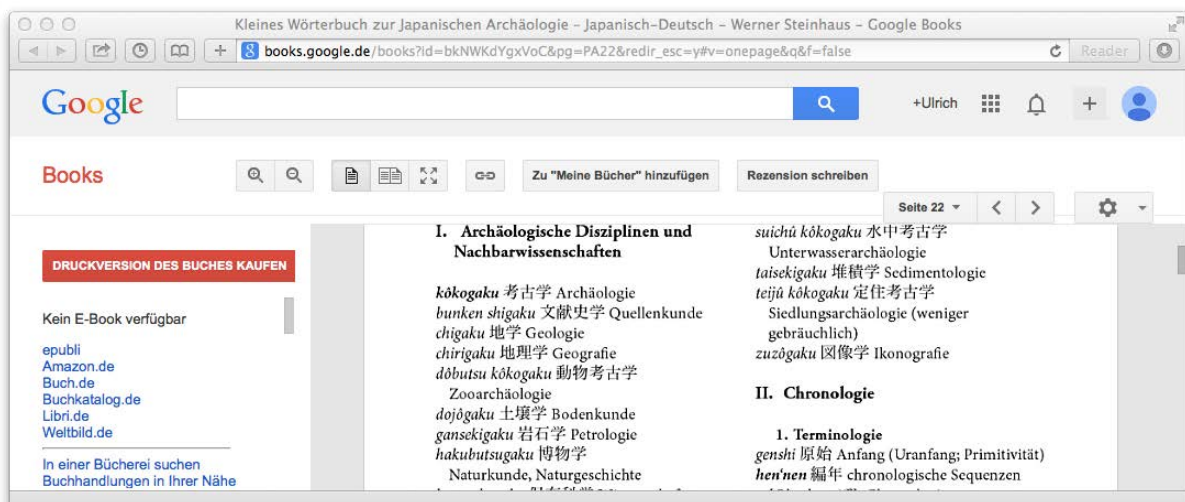 Kleines Wörterbuch zur Japanischen Archäologie – Japanisch–Deutsch – Werner Steinhaus – Google Books
books.google.de/books?id=bkNWKdYgxVoC&pg=PA22&redir_esc=y#v=onepage&q&f=false
Reader
Google
+Ulrich
Books
Zu "Meine Bücher" hinzufügen
Rezension schreiben
Seite 22
DRUCKVERSION DES BUCHES KAUFEN
Kein E-Book verfügbar
epubli
Amazon.de
Buch.de
Buchkatalog.de
Libri.de
Weltbild.de
In einer Bücherei suchen
Buchhandlungen in Ihrer Nähe
I. Archäologische Disziplinen und
Nachbarwissenschaften
kôkogaku 考古学 Archäologie
bunken shigaku 文献史学 Quellenkunde
chigaku 地学 Geologie
chirigaku 地理学 Geografie
dôbutsu kôkogaku 動物考古学
Zooarchäologie
dojôgaku 土壌学 Bodenkunde
gansekigaku 岩石学 Petrologie
hakubutsugaku 博物学
Naturkunde, Naturgeschichte
suichû kôkogaku 水中考古学
Unterwasserarchäologie
taisekigaku 堆積学 Sedimentologie
teijû kôkogaku 定住考古学
Siedlungsarchäologie (weniger
gebräuchlich)
zuzôgaku 図像学 Ikonografie
II. Chronologie
1. Terminologie
genshi 原始 Anfang (Uranfang; Primitivität)
hen'nen 編年 chronologische Sequenzen